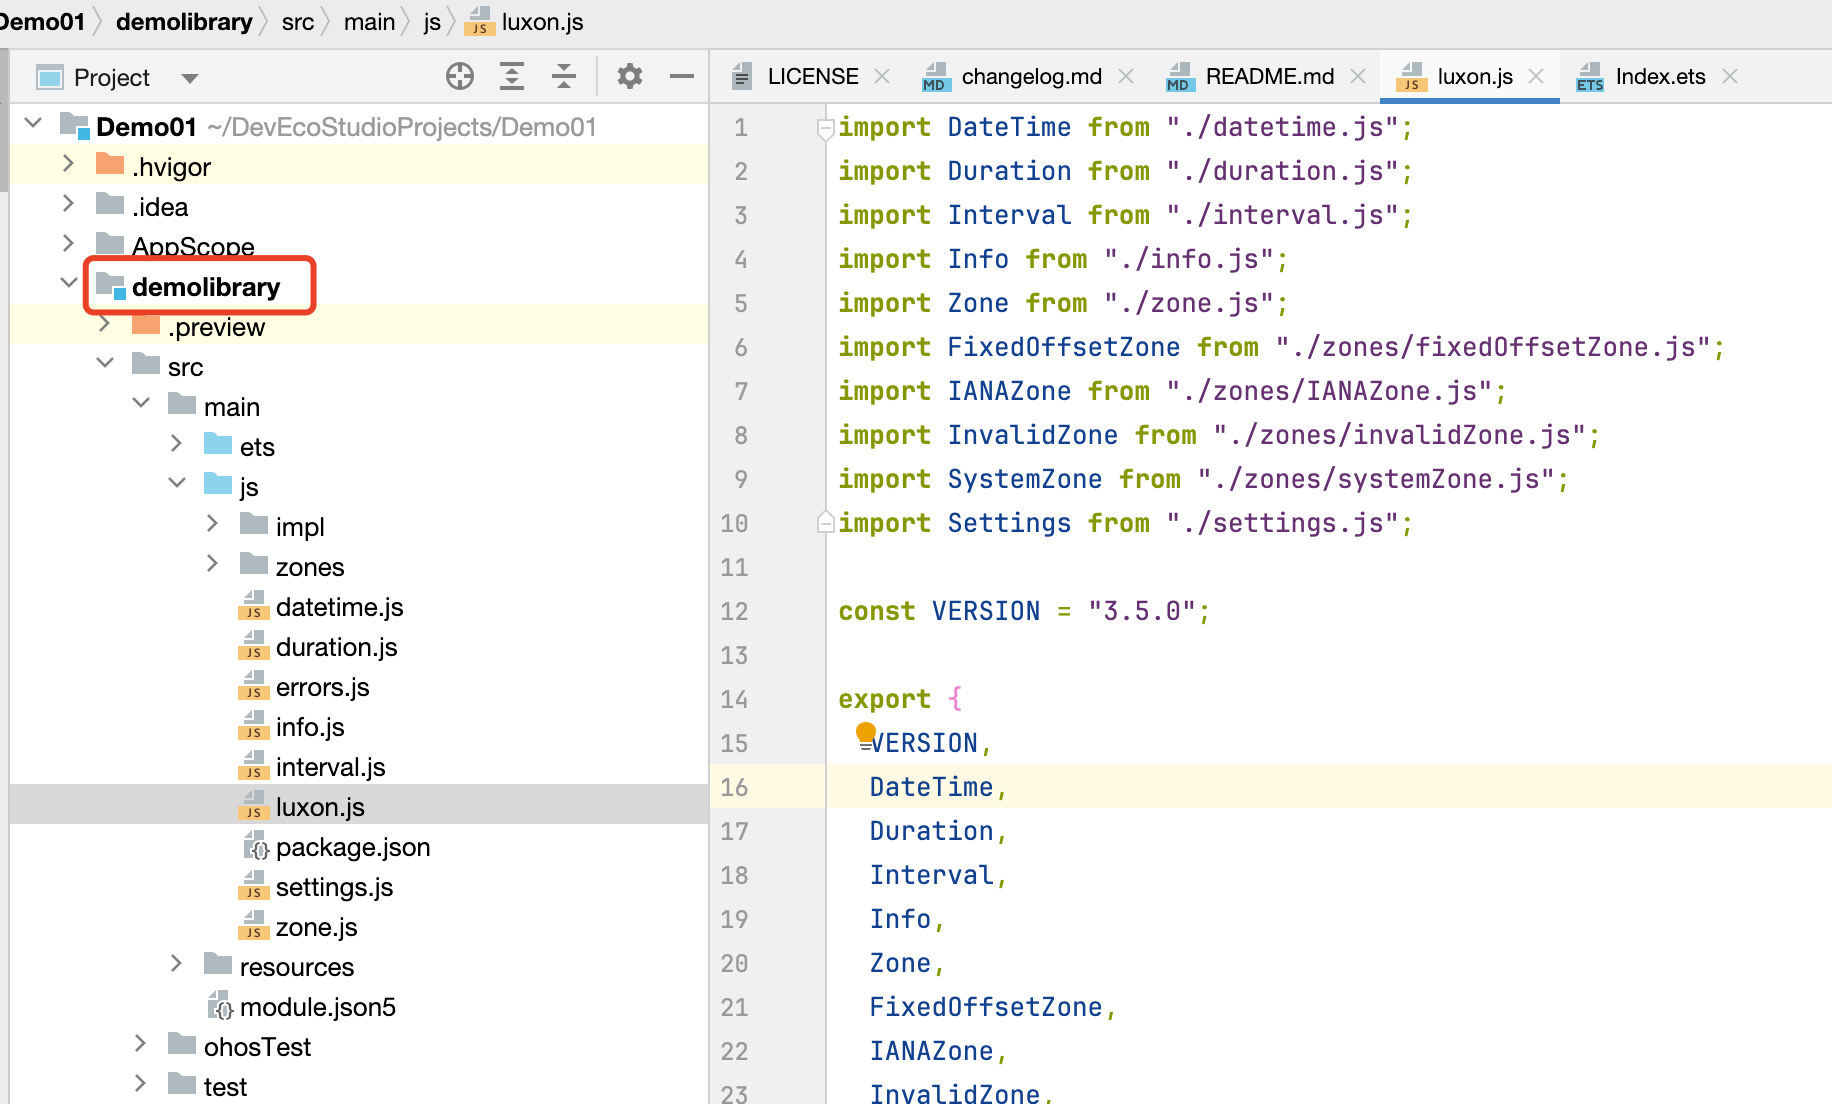 Demo01 demolibrary src main js luxon.js
Project
LICENSE changelog.md README.md luxon.js Index.ets
Demo01 ~/DevEcoStudioProjects/Demo01
.hvigor
.idea
AppScope
demolibrary
.preview
src
main
ets
js
impl
zones
datetime.js
duration.js
errors.js
info.js
interval.js
luxon.js
package.json
settings.js
zone.js
resources
module.json5
ohosTest
test
1 import DateTime from "./datetime.js";
2 import Duration from "./duration.js";
3 import Interval from "./interval.js";
4 import Info from "./info.js";
5 import Zone from "./zone.js";
6 import FixedOffsetZone from "./zones/fixedOffsetZone.js";
7 import IANAZone from "./zones/IANAZone.js";
8 import InvalidZone from "./zones/invalidZone.js";
9 import SystemZone from "./zones/systemZone.js";
10 import Settings from "./settings.js";
11
12 const VERSION = "3.5.0";
13
14 export {
15 VERSION,
16 DateTime,
17 Duration,
18 Interval,
19 Info,
20 Zone,
21 FixedOffsetZone,
22 IANAZone,
23 InvalidZone,